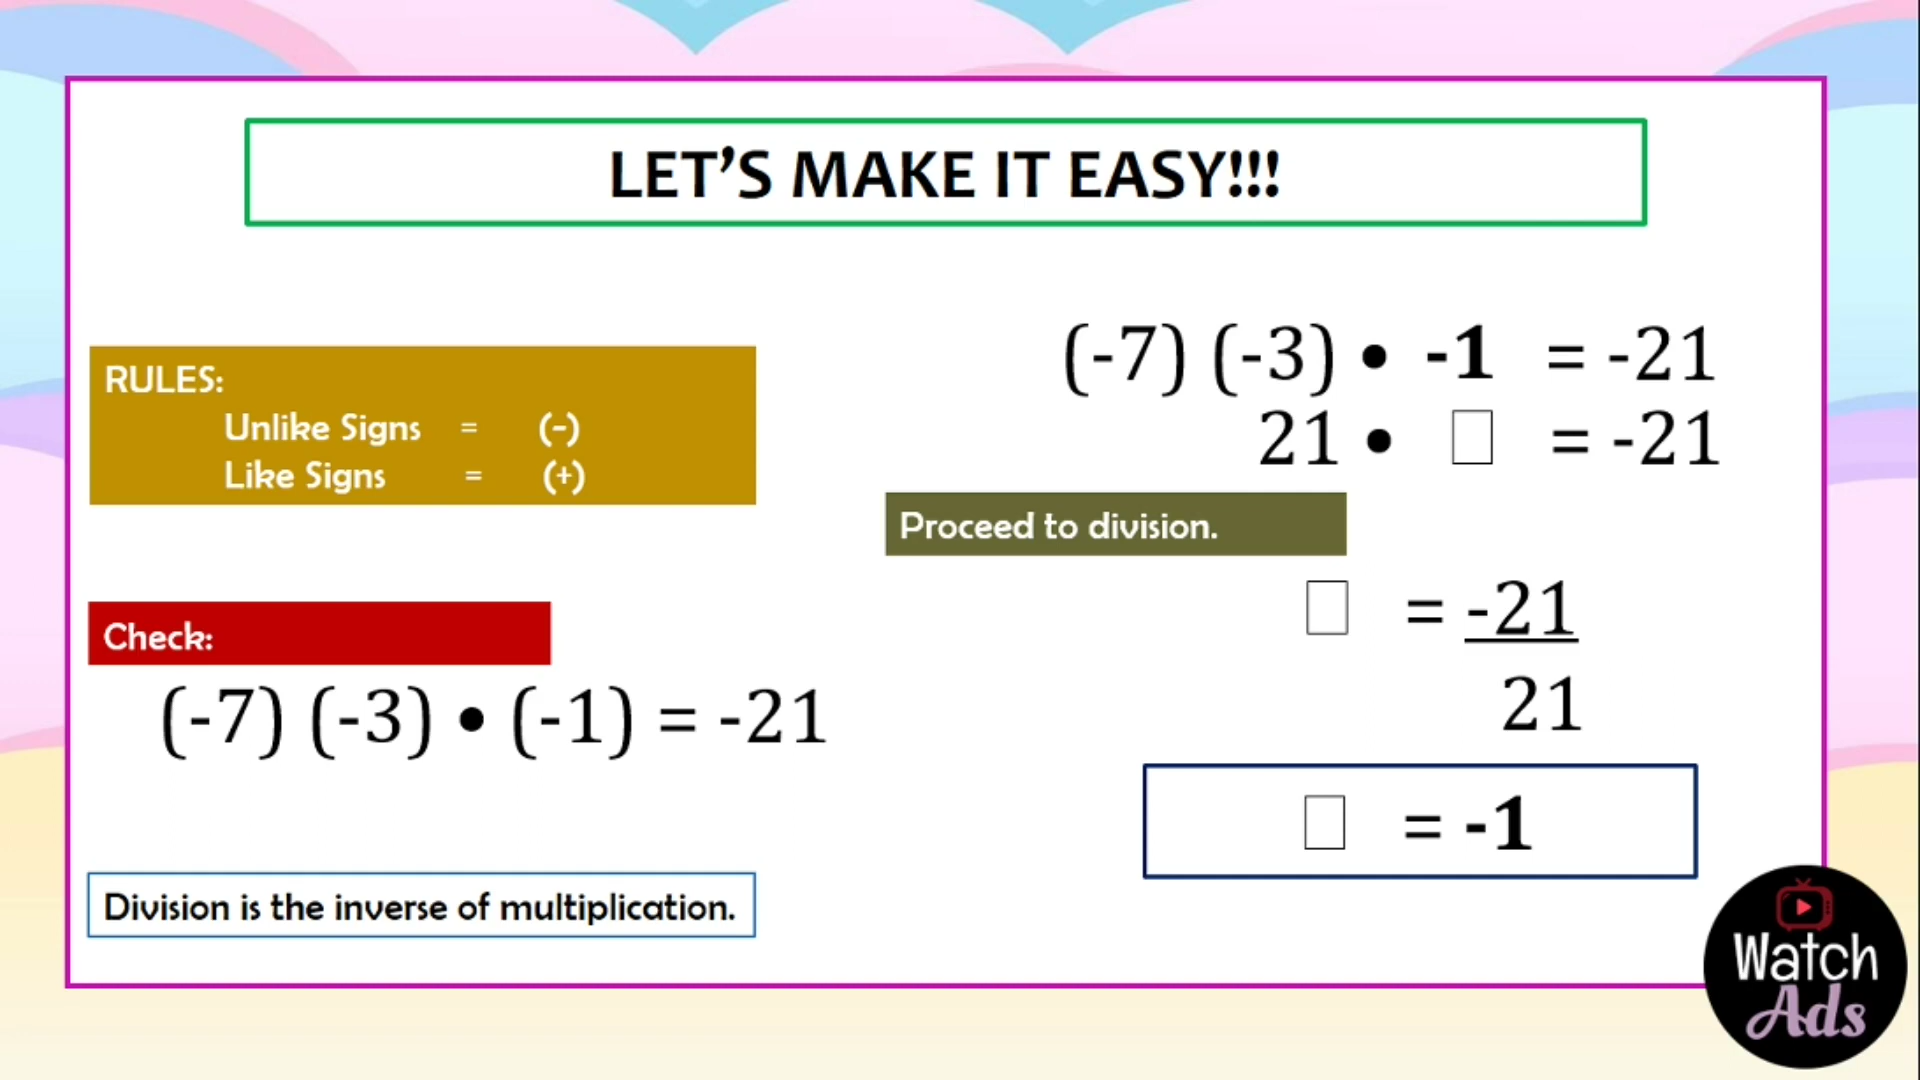 LET'S MAKE IT EASY!!!
RULES:
Unlike Signs = (-)
Like Signs = (+)
Check:
(-7) (-3) • (-1) = -21
Division is the inverse of multiplication.
(-7) (-3) • -1 = -21
21 • □ = -21
Proceed to division.
□ = -21
21
□ = -1
Watch
Ads